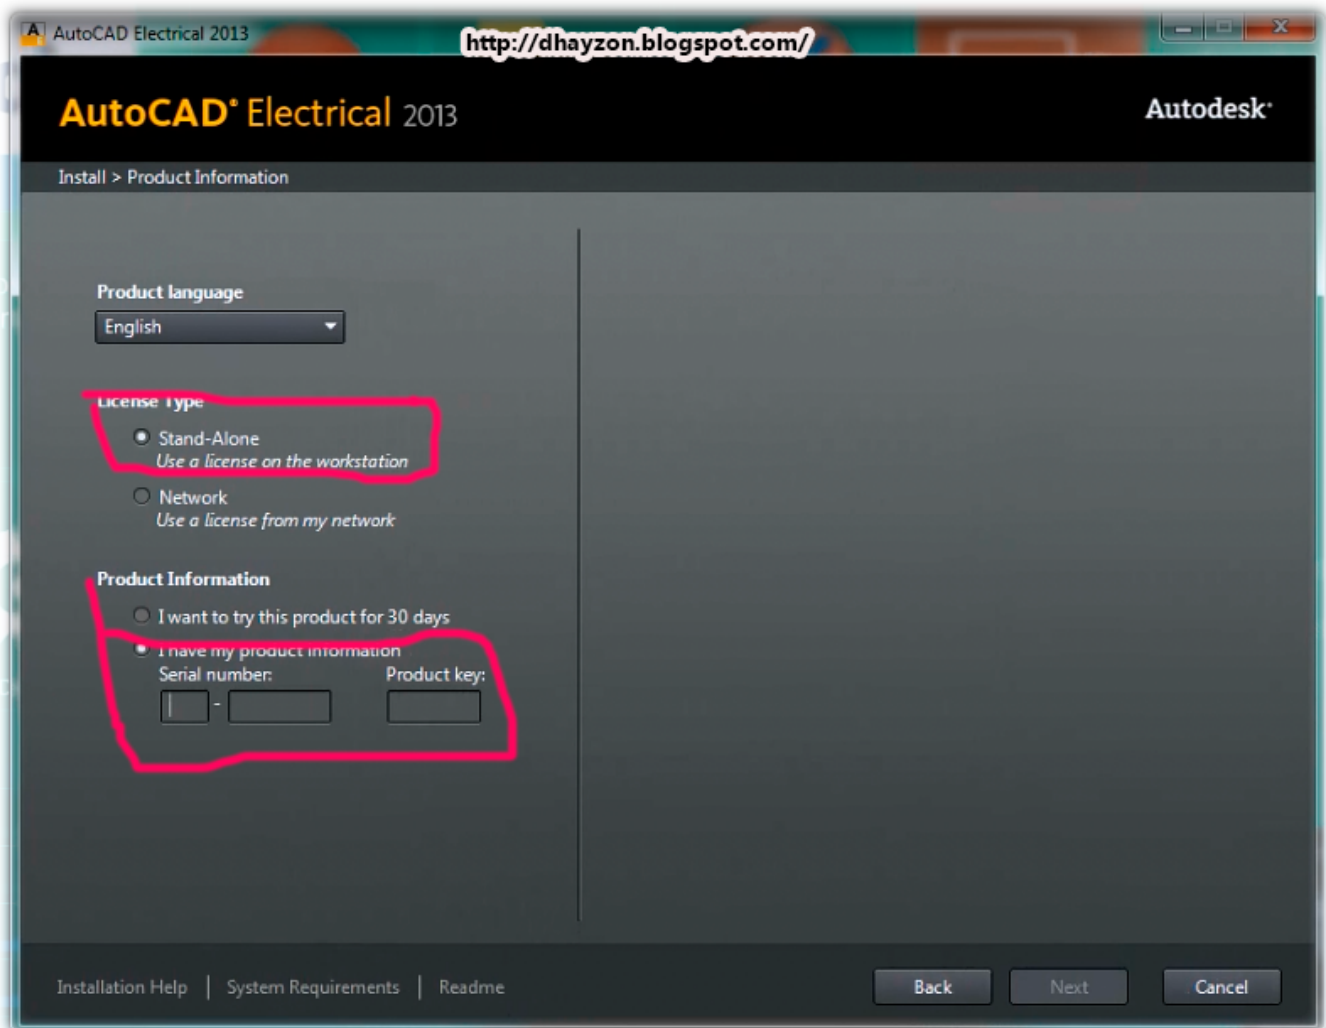 AutoCAD Electrical 2013
http://dhayzon.blogspot.com/
AutoCAD® Electrical 2013
Autodesk®
Install > Product Information
Product language
English
License Type
Stand-Alone
Use a license on the workstation
Network
Use a license from my network
Product Information
I want to try this product for 30 days
I have my product information
Serial number: Product key:
-
Installation Help | System Requirements | Readme
Back Next Cancel